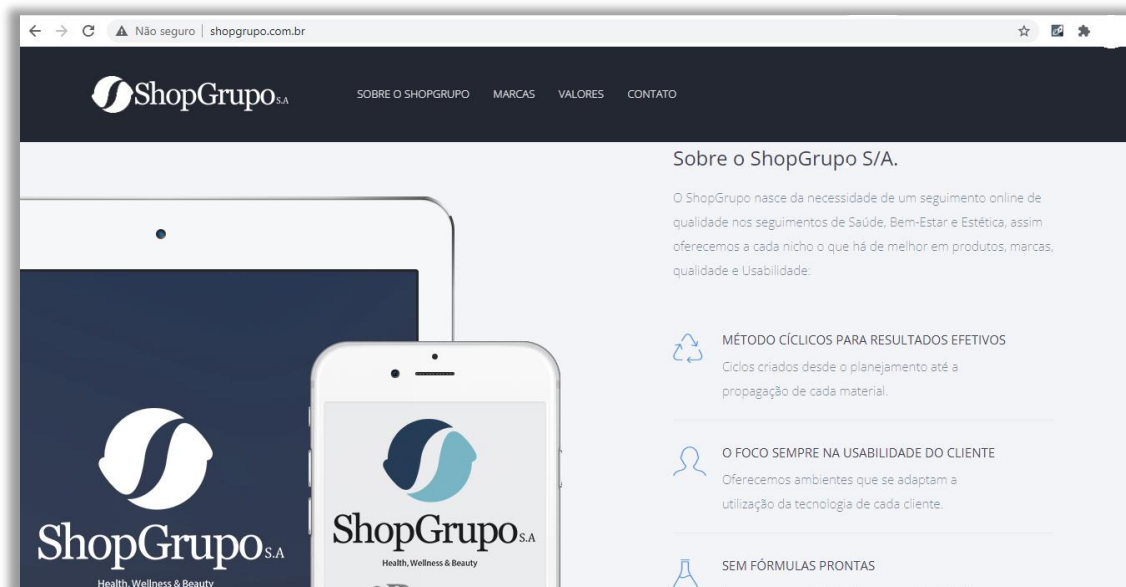 Não seguro | shopgrupo.com.br
ShopGrupo S.A
SOBRE O SHOPGRUPO MARCAS VALORES CONTATO
Sobre o ShopGrupo S/A.
O ShopGrupo nasce da necessidade de um seguimento online de
qualidade nos seguimentos de Saúde, Bem-Estar e Estética, assim
oferecemos a cada nicho o que há de melhor em produtos, marcas,
qualidade e Usabilidade:
MÉTODO CÍCLICOS PARA RESULTADOS EFETIVOS
Ciclos criados desde o planejamento até a
propagação de cada material.
O FOCO SEMPRE NA USABILIDADE DO CLIENTE
Oferecemos ambientes que se adaptam a
utilização da tecnologia de cada cliente.
SEM FÓRMULAS PRONTAS
ShopGrupo S.A
Health, Wellness & Beauty
ShopGrupo S.A
Health, Wellness & Beauty